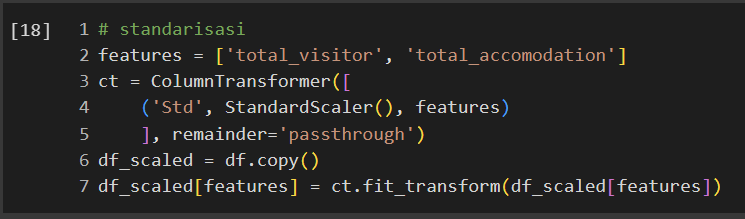 [18] 1 # standarisasi
2 features = ['total_visitor', 'total_accomodation']
3 ct = ColumnTransformer([
4     ('Std', StandardScaler(), features)
5     ], remainder='passthrough')
6 df_scaled = df.copy()
7 df_scaled[features] = ct.fit_transform(df_scaled[features])